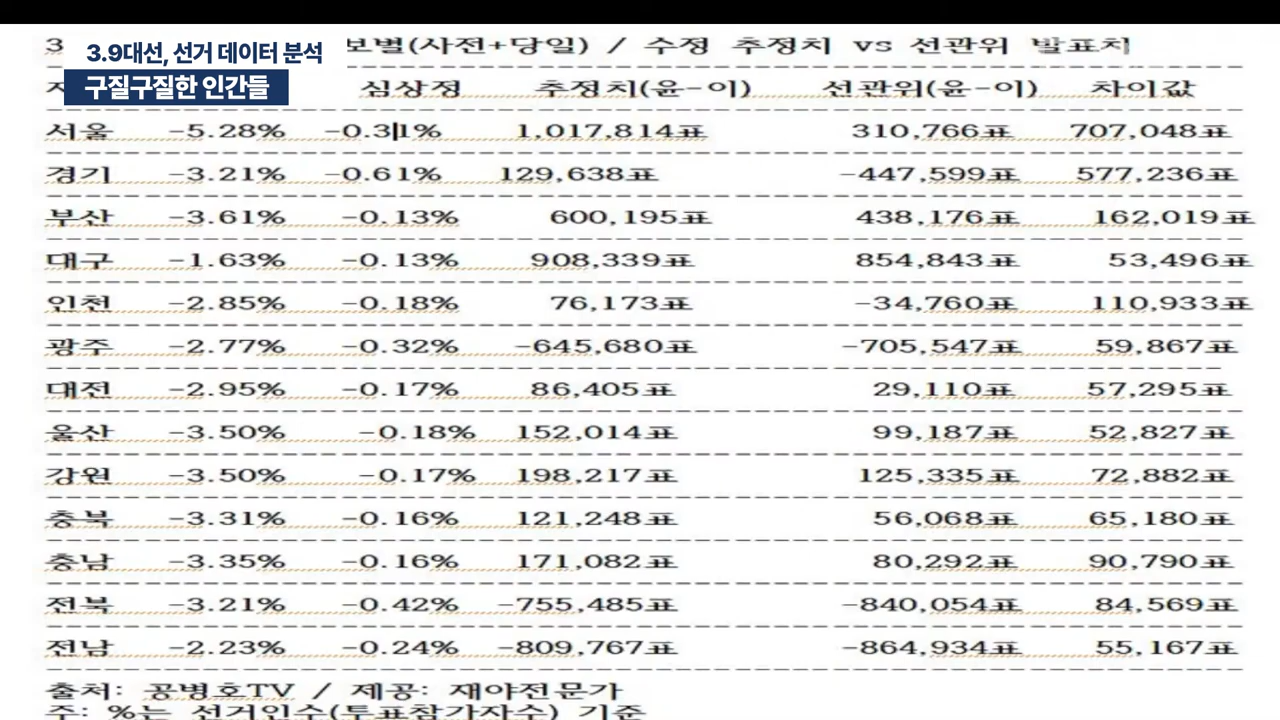 3 3.9대선, 선거 데이터 분석 보별(사전+당일) / 수정 추정치 vs 선관위 발표치
구질구질한 인간들 심상정 추정치(윤-이) 선관위(윤-이) 차이값
서울 -5.28% -0.31% 1,017,814표 310,766표 707,048표
경기 -3.21% -0.61% 129,638표 -447,599표 577,236표
부산 -3.61% -0.13% 600,195표 438,176표 162,019표
대구 -1.63% -0.13% 908,339표 854,843표 53,496표
인천 -2.85% -0.18% 76,173표 -34,760표 110,933표
광주 -2.77% -0.32% -645,680표 -705,547표 59,867표
대전 -2.95% -0.17% 86,405표 29,110표 57,295표
울산 -3.50% -0.18% 152,014표 99,187표 52,827표
강원 -3.50% -0.17% 198,217표 125,335표 72,882표
충북 -3.31% -0.16% 121,248표 56,068표 65,180표
충남 -3.35% -0.16% 171,082표 80,292표 90,790표
전북 -3.21% -0.42% -755,485표 -840,054표 84,569표
전남 -2.23% -0.24% -809,767표 -864,934표 55,167표
출처: 공병호TV / 제공: 재야전문가
주: %는 선거인수(투표참가자수) 기준